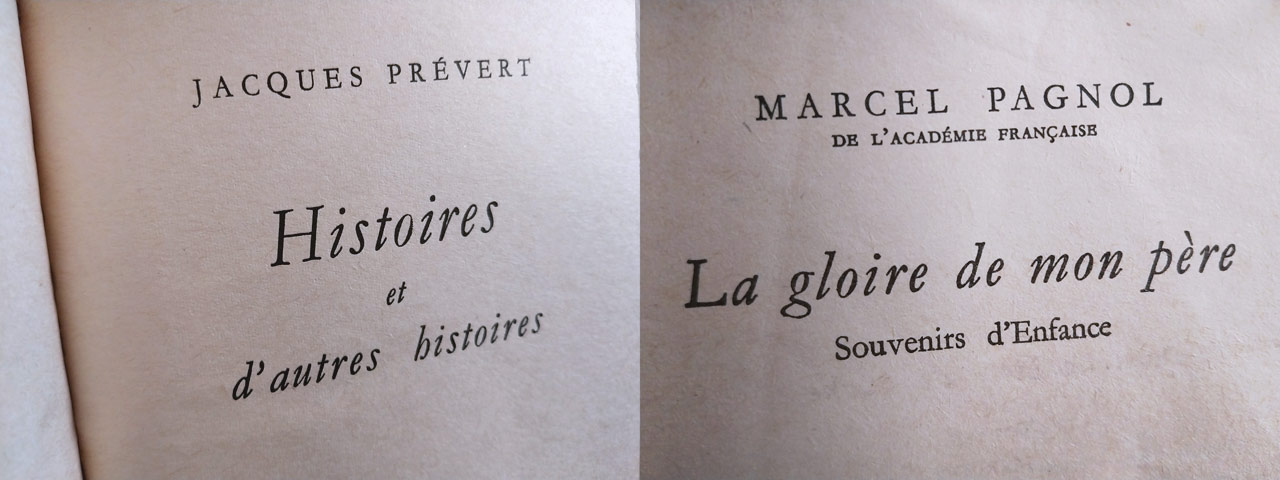 JACQUES PRÉVERT
Histoires
et
d'autres histoires
MARCEL PAGNOL
DE L'ACADÉMIE FRANÇAISE
La gloire de mon père
Souvenirs d'Enfance